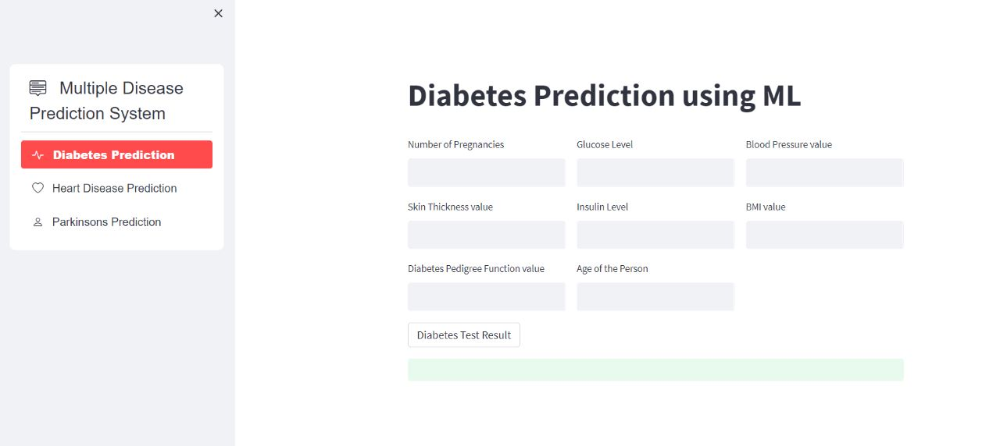 Multiple Disease
Prediction System
Diabetes Prediction
Heart Disease Prediction
Parkinsons Prediction
Diabetes Prediction using ML
Number of Pregnancies
Glucose Level
Blood Pressure value
Skin Thickness value
Insulin Level
BMI value
Diabetes Pedigree Function value
Age of the Person
Diabetes Test Result